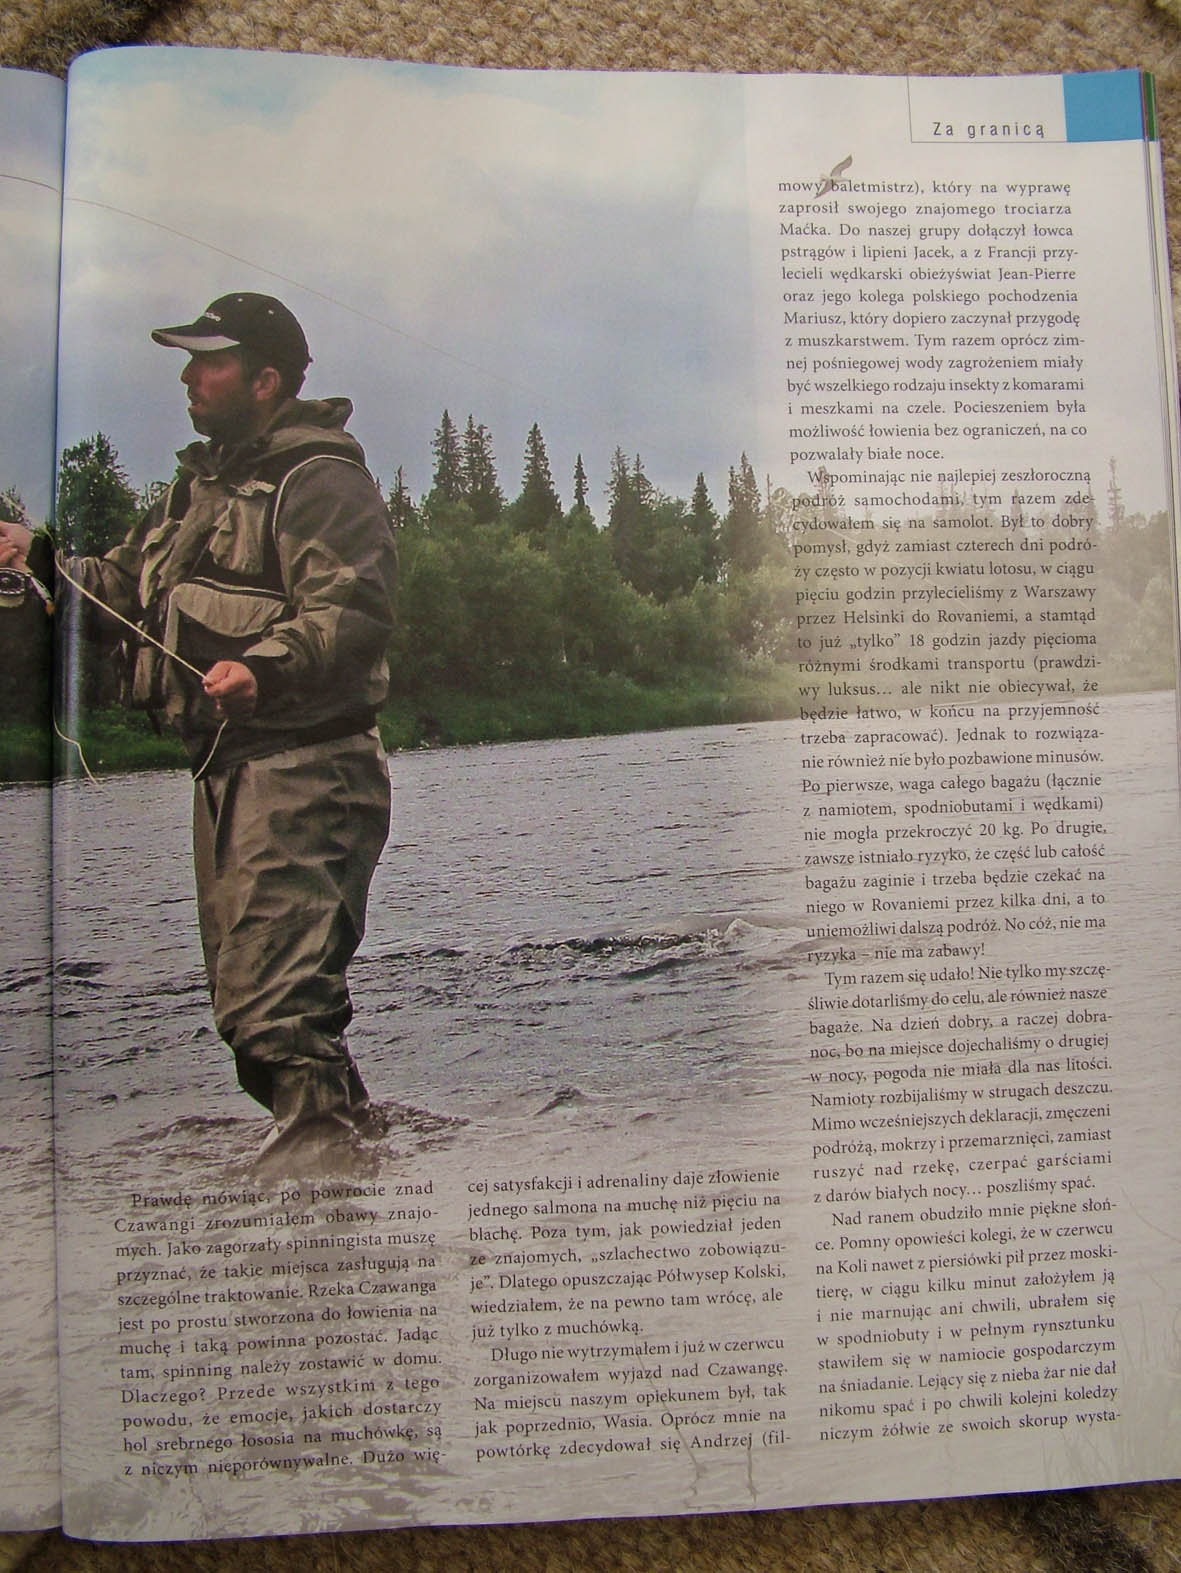 Za granicą
Prawdę mówiąc, po powrocie znad
Czawangi zrozumiałem obawy znajo-
mych. Jako zagorzały spinningista muszę
przyznać, że takie miejsca zasługują na
szczególne traktowanie. Rzeka Czawanga
jest po prostu stworzona do łowienia na
muchę i taką powinna pozostać. Jadąc
tam, spinning należy zostawić w domu.
Dlaczego? Przede wszystkim z tego
powodu, że emocje, jakich dostarczy
hol srebrnego łososia na muchówkę, są
z niczym nieporównywalne. Dużo wię-
cej satysfakcji i adrenaliny daje złowienie
jednego salmona na muchę niż pięciu na
blachę. Poza tym, jak powiedział jeden
ze znajomych, „szlachectwo zobowiązu-
je”. Dlatego opuszczając Półwysep Kolski,
wiedziałem, że na pewno tam wrócę, ale
już tylko z muchówką.
Długo nie wytrzymałem i już w czerwcu
zorganizowałem wyjazd nad Czawangę.
Na miejscu naszym opiekunem był, tak
jak poprzednio, Wasia. Oprócz mnie na
powtórkę zdecydował się Andrzej (fil-
mowy baletmistrz), który na wyprawę
zaprosił swojego znajomego trociarza
Maćka. Do naszej grupy dołączył łowca
pstrągów i lipieni Jacek, a z Francji przy-
lecieli wędkarski obieżyświat Jean-Pierre
oraz jego kolega polskiego pochodzenia
Mariusz, który dopiero zaczynał przygodę
z muszkarstwem. Tym razem oprócz zim-
nej pośniegowej wody zagrożeniem miały
być wszelkiego rodzaju insekty z komarami
i meszkami na czele. Pocieszeniem była
możliwość łowienia bez ograniczeń, na co
pozwalały białe noce.
Wspominając nie najlepiej zeszłoroczną
podróż samochodami, tym razem zde-
cydowałem się na samolot. Był to dobry
pomysł, gdyż zamiast czterech dni podró-
ży często w pozycji kwiatu lotosu, w ciągu
pięciu godzin przylecieliśmy z Warszawy
przez Helsinki do Rovaniemi, a stamtąd
to już „tylko” 18 godzin jazdy pięcioma
różnymi środkami transportu (prawdzi-
wy luksus... ale nikt nie obiecywał, że
będzie łatwo, w końcu na przyjemność
trzeba zapracować). Jednak to rozwiąza-
nie również nie było pozbawione minusów.
Po pierwsze, waga całego bagażu (łącznie
z namiotem, spodniobutami i wędkami)
nie mogła przekroczyć 20 kg. Po drugie,
zawsze istniało ryzyko, że część lub całość
bagażu zaginie i trzeba będzie czekać na
niego w Rovaniemi przez kilka dni, a to
uniemożliwi dalszą podróż. No cóż, nie ma
ryzyka – nie ma zabawy!
Tym razem się udało! Nie tylko my szczę-
śliwie dotarliśmy do celu, ale również nasze
bagaże. Na dzień dobry, a raczej dobra-
noc, bo na miejsce dojechaliśmy o drugiej
w nocy, pogoda nie miała dla nas litości.
Namioty rozbijaliśmy w strugach deszczu.
Mimo wcześniejszych deklaracji, zmęczeni
podróżą, mokrzy i przemarznięci, zamiast
ruszyć nad rzekę, czerpać garściami
z darów białych nocy... poszliśmy spać.
Nad ranem obudziło mnie piękne słoń-
ce. Pomny opowieści kolegi, że w czerwcu
na Koli nawet z piersiówki pił przez moski-
tierę, w ciągu kilku minut założyłem ją
i nie marnując ani chwili, ubrałem się
w spodniobuty i w pełnym rynsztunku
stawiłem się w namiocie gospodarczym
na śniadanie. Lejący się z nieba żar nie dał
nikomu spać i po chwili kolejni koledzy
niczym żółwie ze swoich skorup wysta-